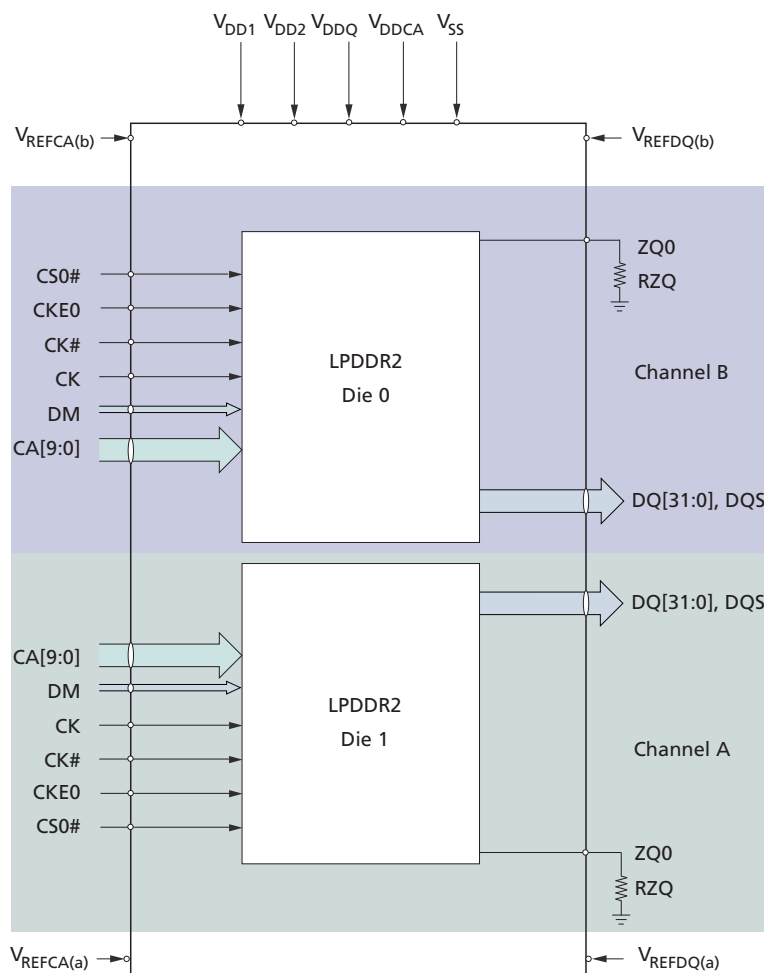 VDD1 VDD2 VDDQ VDDCA VSS
VREFCA(b)
VREFDQ(b)
ZQ0
RZQ
CS0#
CKE0
CK#
CK
DM
CA[9:0]
LPDDR2
Die 0
Channel B
DQ[31:0], DQS
DQ[31:0], DQS
CA[9:0]
DM
CK
CK#
CKE0
CS0#
LPDDR2
Die 1
Channel A
ZQ0
RZQ
VREFCA(a)
VREFDQ(a)